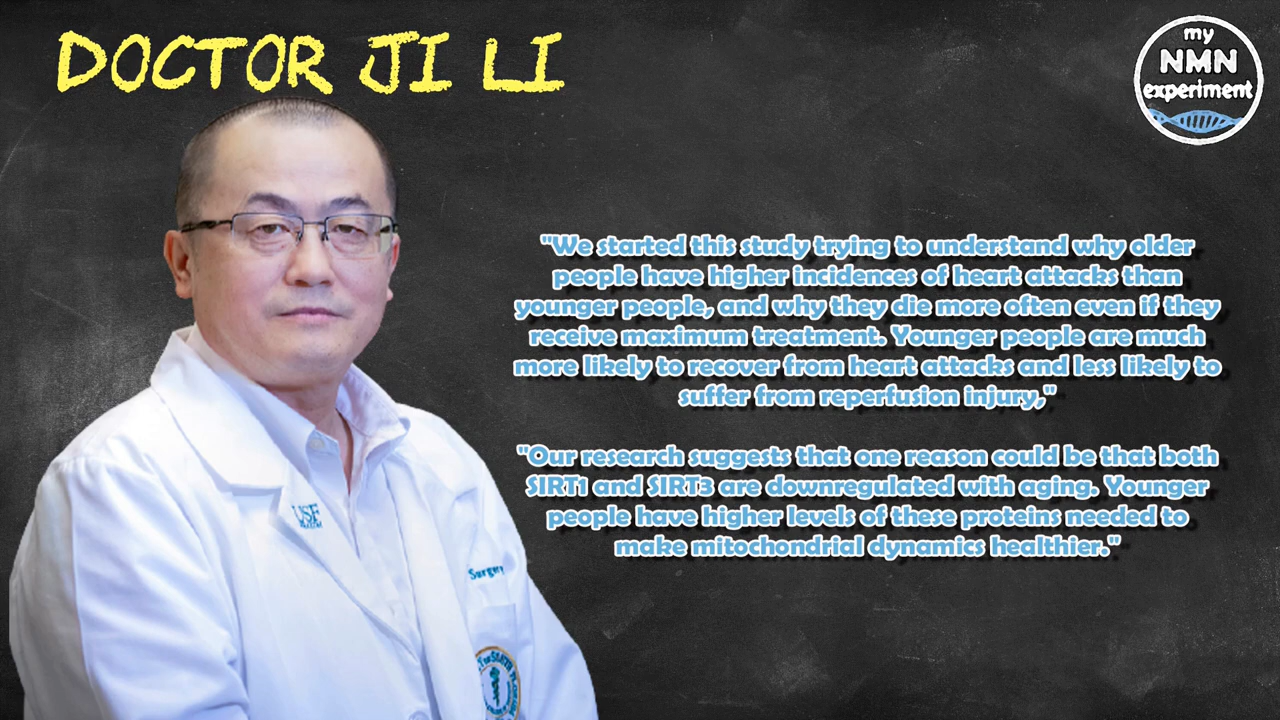 DOCTOR JI LI
my
NMN
experiment
"We started this study trying to understand why older
people have higher incidences of heart attacks than
younger people, and why they die more often even if they
receive maximum treatment. Younger people are much
more likely to recover from heart attacks and less likely to
suffer from reperfusion injury,"
"Our research suggests that one reason could be that both
SIRT1 and SIRT3 are downregulated with aging. Younger
people have higher levels of these proteins needed to
make mitochondrial dynamics healthier."
USF
Surgery